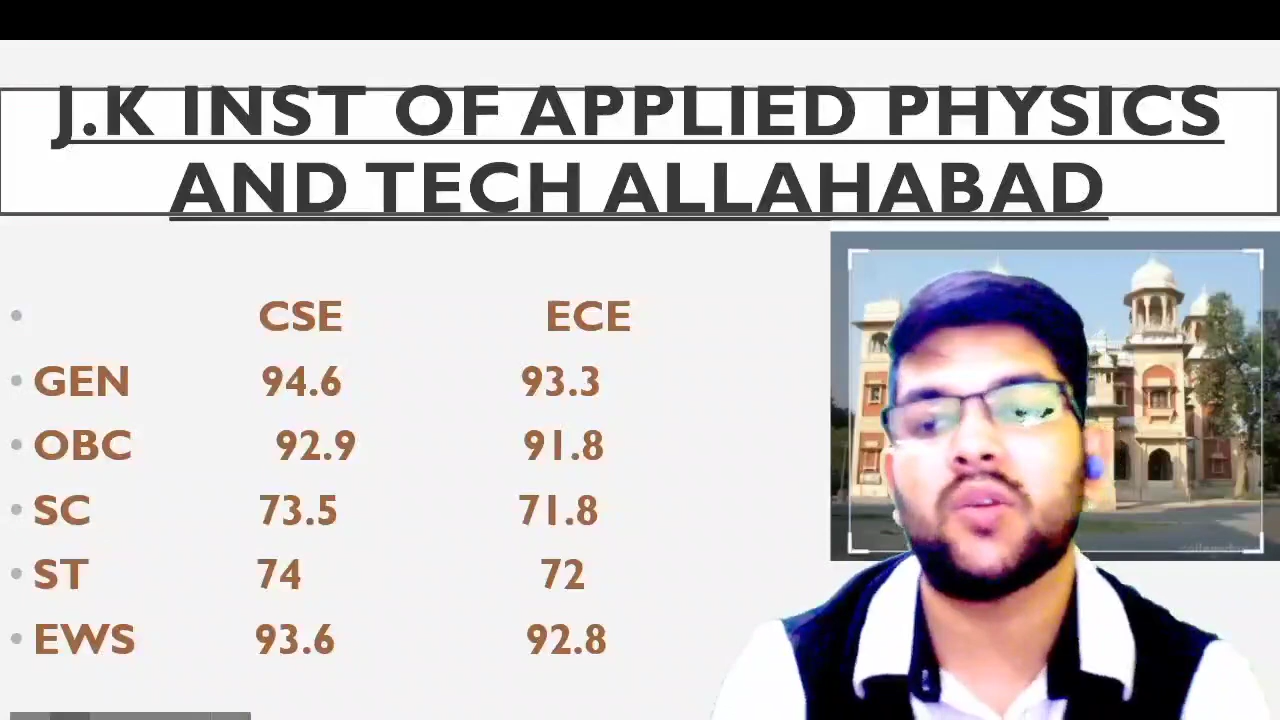 J.K INST OF APPLIED PHYSICS
AND TECH ALLAHABAD
CSE ECE
GEN 94.6 93.3
OBC 92.9 91.8
SC 73.5 71.8
ST 74 72
EWS 93.6 92.8